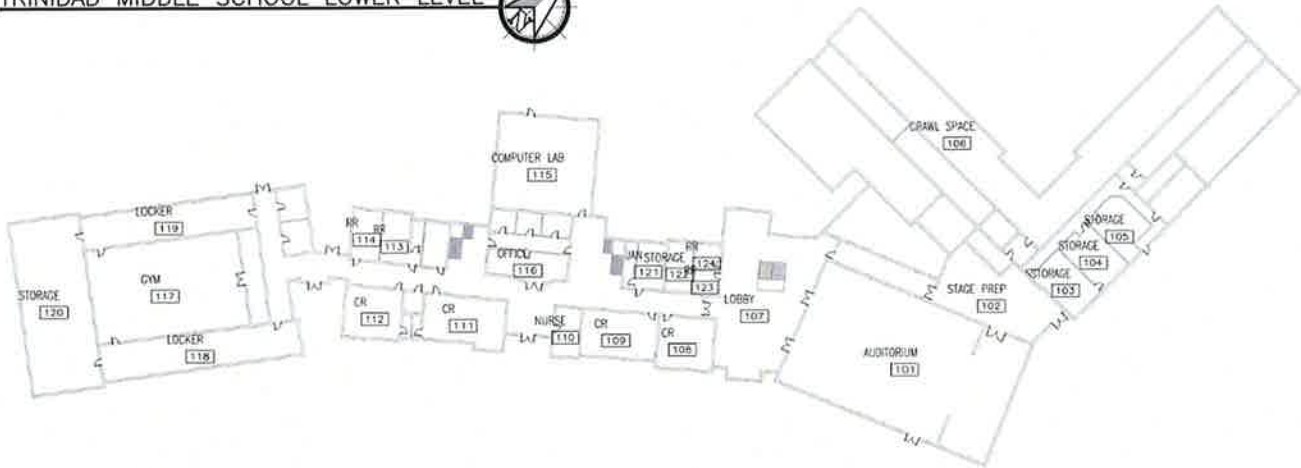 TRINIDAD MIDDLE SCHOOL LOWER LEVEL
CRAWL SPACE
106
COMPUTER LAB
115
LOCKER
119
RR
114
RR
113
STORAGE
105
STORAGE
104
STORAGE
103
STAGE PREP
102
OFFICE
116
JAN
121
STORAGE
122
RR
124
RR
123
LOBBY
107
GYM
117
STORAGE
120
CR
112
CR
111
NURSE
110
CR
109
CR
108
LOCKER
118
AUDITORIUM
101